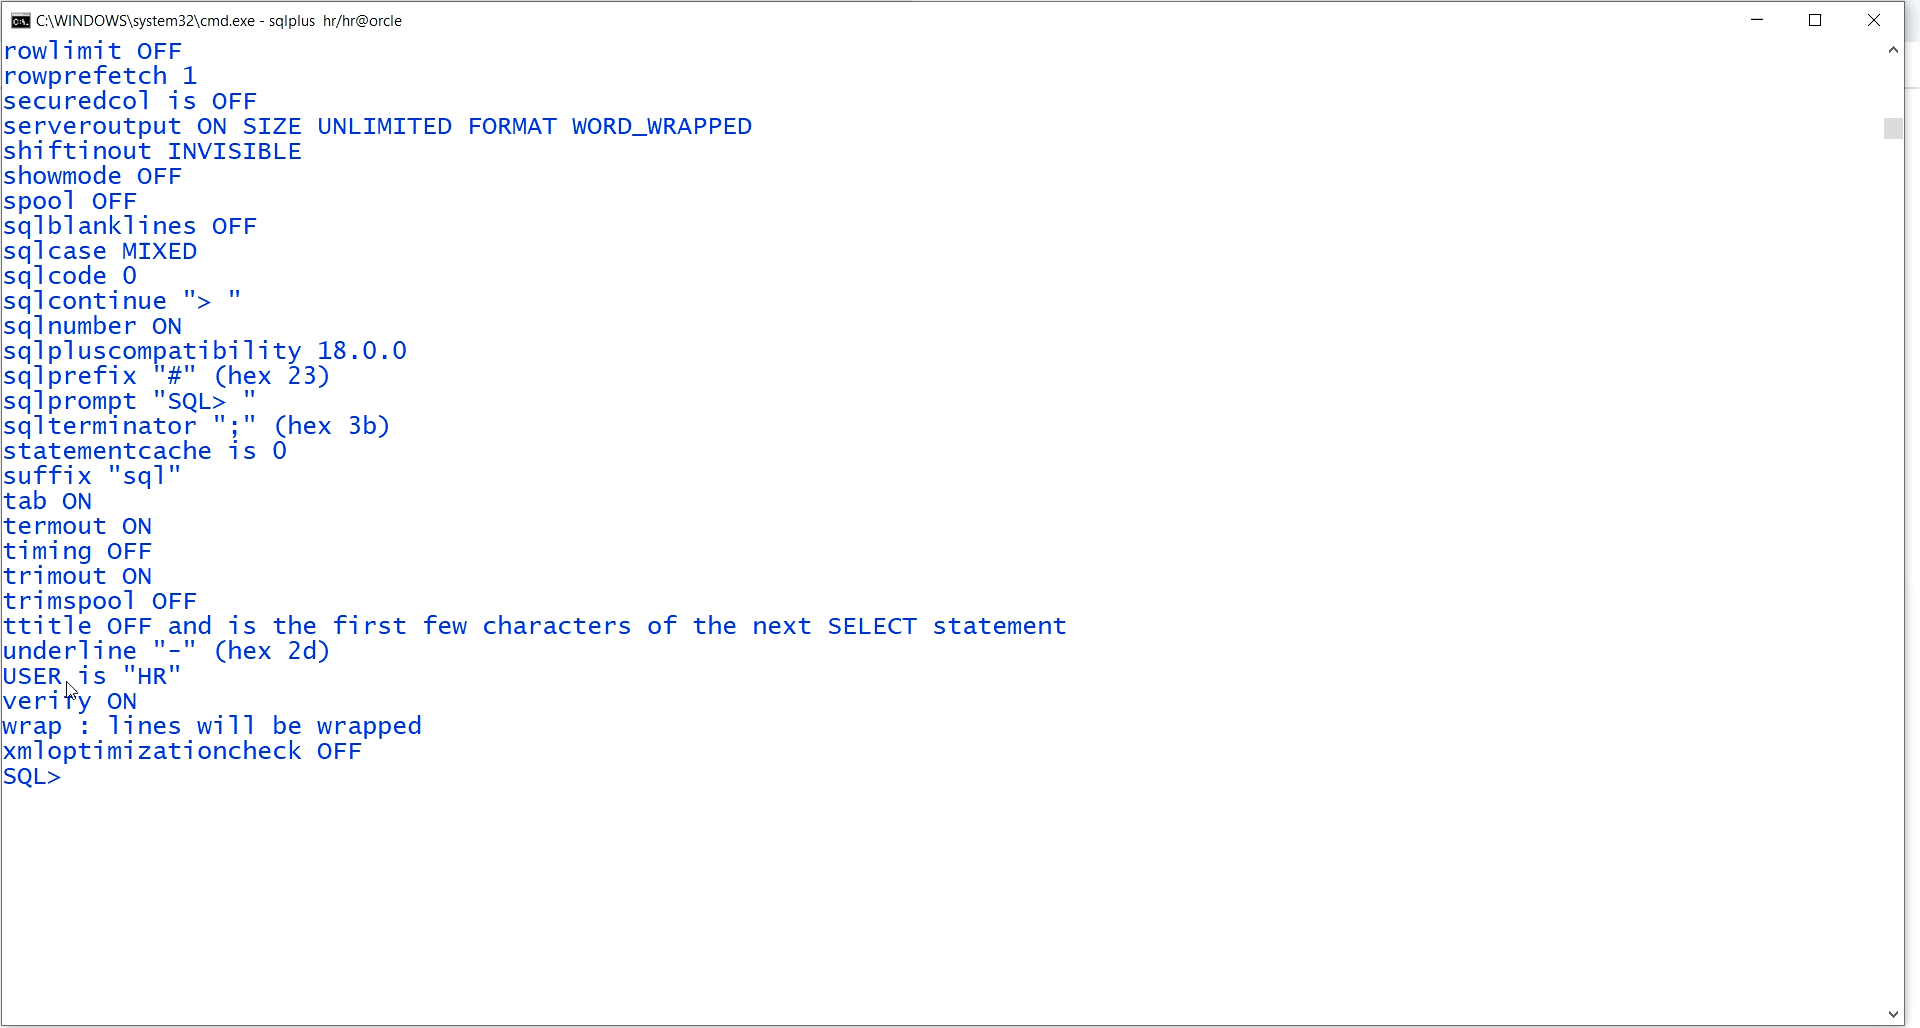 C:\WINDOWS\system32\cmd.exe - sqlplus  hr/hr@orcle
rowlimit OFF
rowprefetch 1
securedcol is OFF
serveroutput ON SIZE UNLIMITED FORMAT WORD_WRAPPED
shiftinout INVISIBLE
showmode OFF
spool OFF
sqlblanklines OFF
sqlcase MIXED
sqlcode 0
sqlcontinue "> "
sqlnumber ON
sqlpluscompatibility 18.0.0
sqlprefix "#" (hex 23)
sqlprompt "SQL> "
sqlterminator ";" (hex 3b)
statementcache is 0
suffix "sql"
tab ON
termout ON
timing OFF
trimout ON
trimspool OFF
ttitle OFF and is the first few characters of the next SELECT statement
underline "-" (hex 2d)
USER is "HR"
verify ON
wrap : lines will be wrapped
xmloptimizationcheck OFF
SQL>